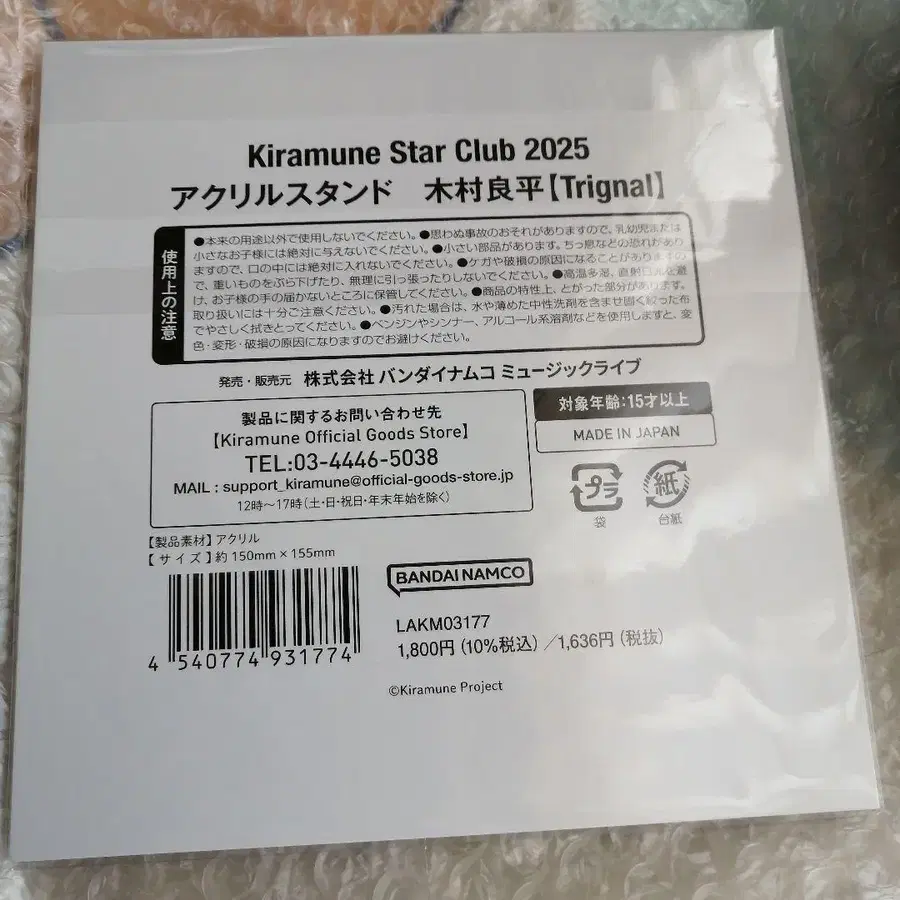 Kiramune Star Club 2025
アクリルスタンド　木村良平【Trignal】
使用上の注意
●本来の用途以外で使用しないでください。●思わぬ事故のおそれがありますので、乳幼児または
小さなお子様には絶対に与えないでください。●小さい部品があります。ちっ息などの恐れがあり
ますので、口の中には絶対に入れないでください。●ケガや破損の原因になることがありますの
で、重いものをぶら下げたり、無理に引っ張ったりしないでください。●高温多湿、直射日光を避
け、お子様の手の届かないところに保管してください。●商品の特性上、とがった部分があります。
取り扱いには十分ご注意ください。●汚れた場合は、水や薄めた中性洗剤を含ませ固く絞った布
でやさしく拭きとってください。●ベンジンやシンナー、アルコール系溶剤などを使用しますと、変
色・変形・破損の原因になりますのでお避けください。
発売・販売元　株式会社 バンダイナムコ ミュージックライブ
製品に関するお問い合わせ先
【Kiramune Official Goods Store】
TEL:03-4446-5038
MAIL : support_kiramune@official-goods-store.jp
12時〜17時（土・日・祝日・年末年始を除く）
対象年齢:15才以上
MADE IN JAPAN
プラ
袋
紙
台紙
【製品素材】アクリル
【サイズ】約150mm×155mm
4 540774 931774
BANDAI NAMCO
LAKM03177
1,800円（10%税込）／1,636円（税抜）
©Kiramune Project